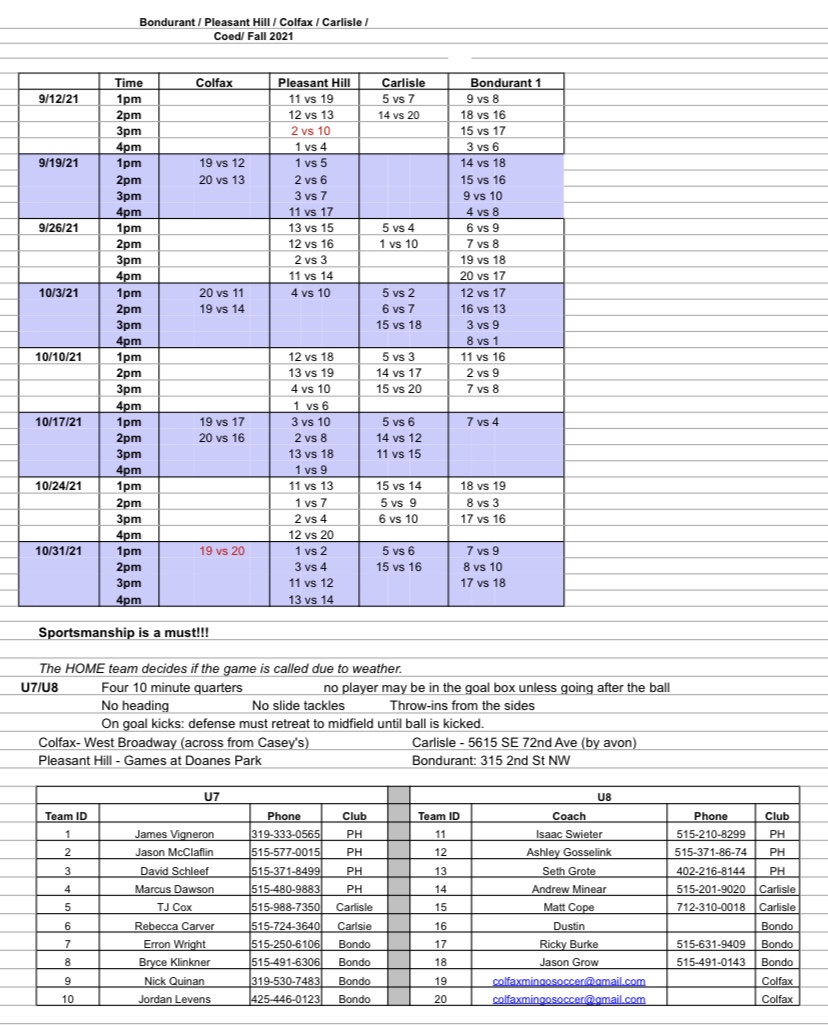 Bondurant / Pleasant Hill / Colfax / Carlisle /
Coed/ Fall 2021
Time Colfax Pleasant Hill Carlisle Bondurant 1
9/12/21 1pm 11 vs 19 5 vs 7 9 vs 8
2pm 12 vs 13 14 vs 20 18 vs 16
3pm 2 vs 10 15 vs 17
4pm 1 vs 4 3 vs 6
9/19/21 1pm 19 vs 12 1 vs 5 14 vs 18
2pm 20 vs 13 2 vs 6 15 vs 16
3pm 3 vs 7 9 vs 10
4pm 11 vs 17 4 vs 8
9/26/21 1pm 13 vs 15 5 vs 4 6 vs 9
2pm 12 vs 16 1 vs 10 7 vs 8
3pm 2 vs 3 19 vs 18
4pm 11 vs 14 20 vs 17
10/3/21 1pm 20 vs 11 4 vs 10 5 vs 2 12 vs 17
2pm 19 vs 14 6 vs 7 16 vs 13
3pm 15 vs 18 3 vs 9
4pm 8 vs 1
10/10/21 1pm 12 vs 18 5 vs 3 11 vs 16
2pm 13 vs 19 14 vs 17 2 vs 9
3pm 4 vs 10 15 vs 20 7 vs 8
4pm 1 vs 6
10/17/21 1pm 19 vs 17 3 vs 10 5 vs 6 7 vs 4
2pm 20 vs 16 2 vs 8 14 vs 12
3pm 13 vs 18 11 vs 15
4pm 1 vs 9
10/24/21 1pm 11 vs 13 15 vs 14 18 vs 19
2pm 1 vs 7 5 vs 9 8 vs 3
3pm 2 vs 4 6 vs 10 17 vs 16
4pm 12 vs 20
10/31/21 1pm 19 vs 20 1 vs 2 5 vs 6 7 vs 9
2pm 3 vs 4 15 vs 16 8 vs 10
3pm 11 vs 12 17 vs 18
4pm 13 vs 14
Sportsmanship is a must!!!
The HOME team decides if the game is called due to weather.
U7/U8 Four 10 minute quarters no player may be in the goal box unless going after the ball
No heading No slide tackles Throw-ins from the sides
On goal kicks: defense must retreat to midfield until ball is kicked.
Colfax- West Broadway (across from Casey's) Carlisle - 5615 SE 72nd Ave (by avon)
Pleasant Hill - Games at Doanes Park Bondurant: 315 2nd St NW
U7 U8
Team ID Phone Club Team ID Coach Phone Club
1 James Vigneron 319-333-0565 PH 11 Isaac Swieter 515-210-8299 PH
2 Jason McClaflin 515-577-0015 PH 12 Ashley Gosselink 515-371-86-74 PH
3 David Schleef 515-371-8499 PH 13 Seth Grote 402-216-8144 PH
4 Marcus Dawson 515-480-9883 PH 14 Andrew Minear 515-201-9020 Carlisle
5 TJ Cox 515-988-7350 Carlisle 15 Matt Cope 712-310-0018 Carlisle
6 Rebecca Carver 515-724-3640 Carlsie 16 Dustin Bondo
7 Erron Wright 515-250-6106 Bondo 17 Ricky Burke 515-631-9409 Bondo
8 Bryce Klinkner 515-491-6306 Bondo 18 Jason Grow 515-491-0143 Bondo
9 Nick Quinan 319-530-7483 Bondo 19 colfaxmingosoccer@gmail.com Colfax
10 Jordan Levens 425-446-0123 Bondo 20 colfaxmingosoccer@gmail.com Colfax